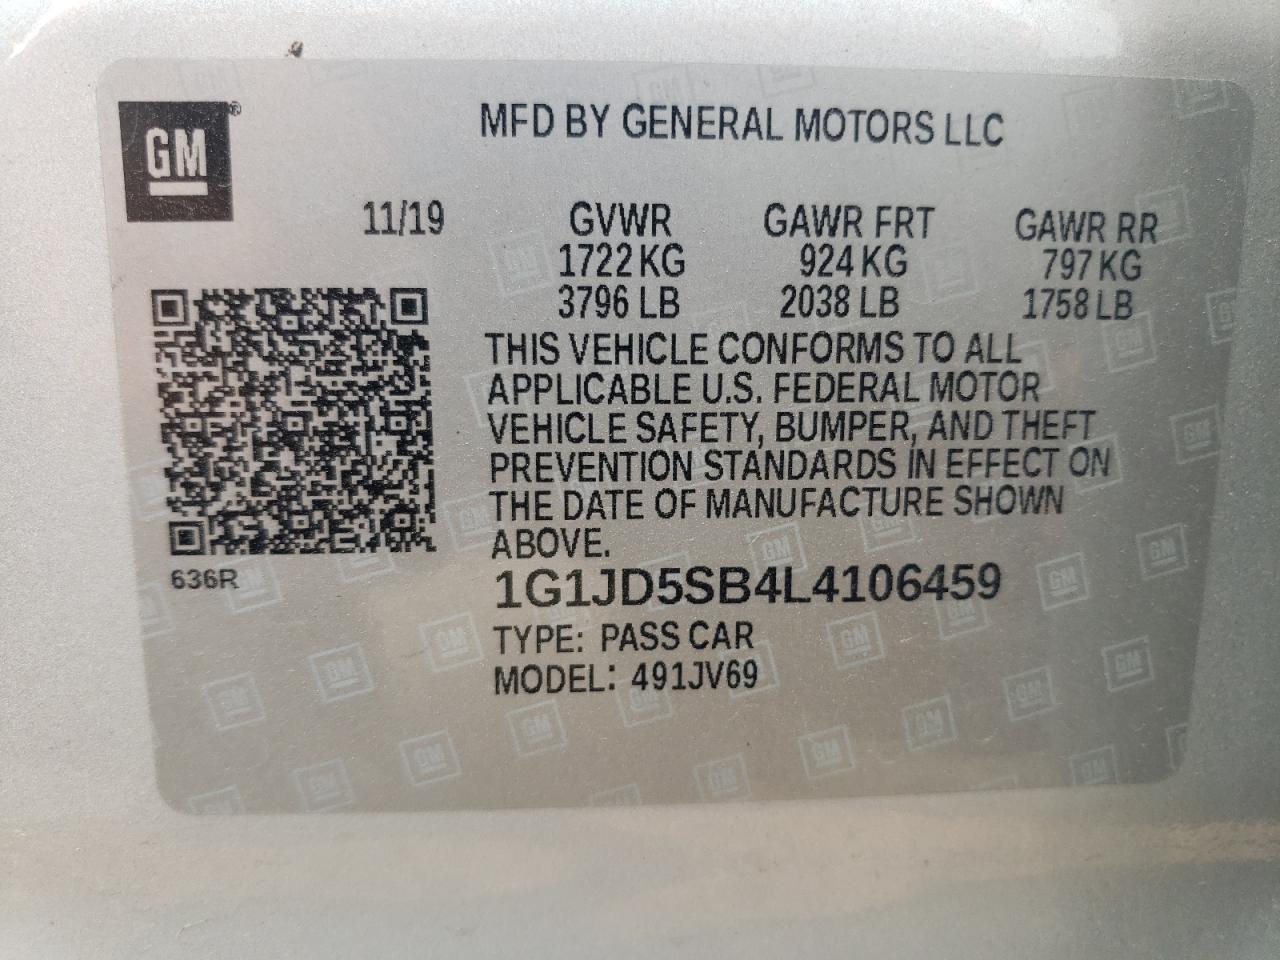 GM®
MFD BY GENERAL MOTORS LLC
11/19 GVWR GAWR FRT GAWR RR
1722 KG 924 KG 797 KG
3796 LB 2038 LB 1758 LB
THIS VEHICLE CONFORMS TO ALL
APPLICABLE U.S. FEDERAL MOTOR
VEHICLE SAFETY, BUMPER, AND THEFT
PREVENTION STANDARDS IN EFFECT ON
THE DATE OF MANUFACTURE SHOWN
ABOVE.
636R
1G1JD5SB4L4106459
TYPE: PASS CAR
MODEL: 491JV69